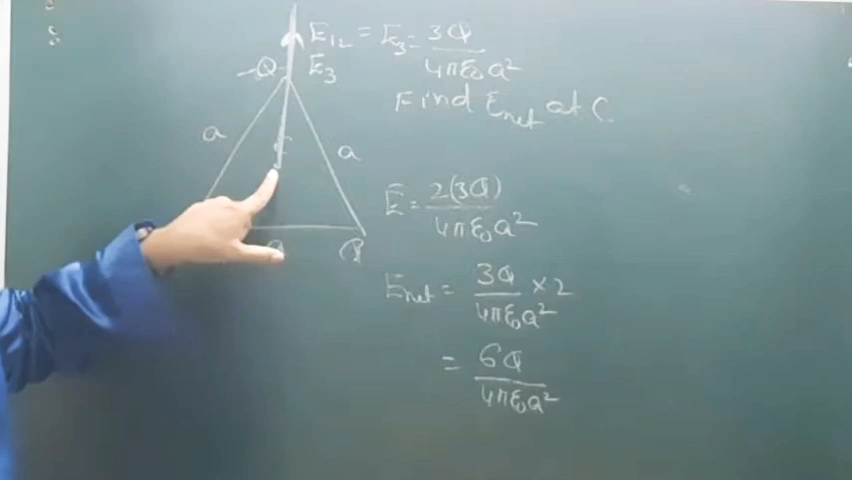 E₁₂ = E₃ = 3Q / 4πε₀a²
-Q E₃
Find Enet at C
a
a
E = 2(3Q) / 4πε₀a²
Q
Enet = 3Q / 4πε₀a² × 2
= 6Q / 4πε₀a²